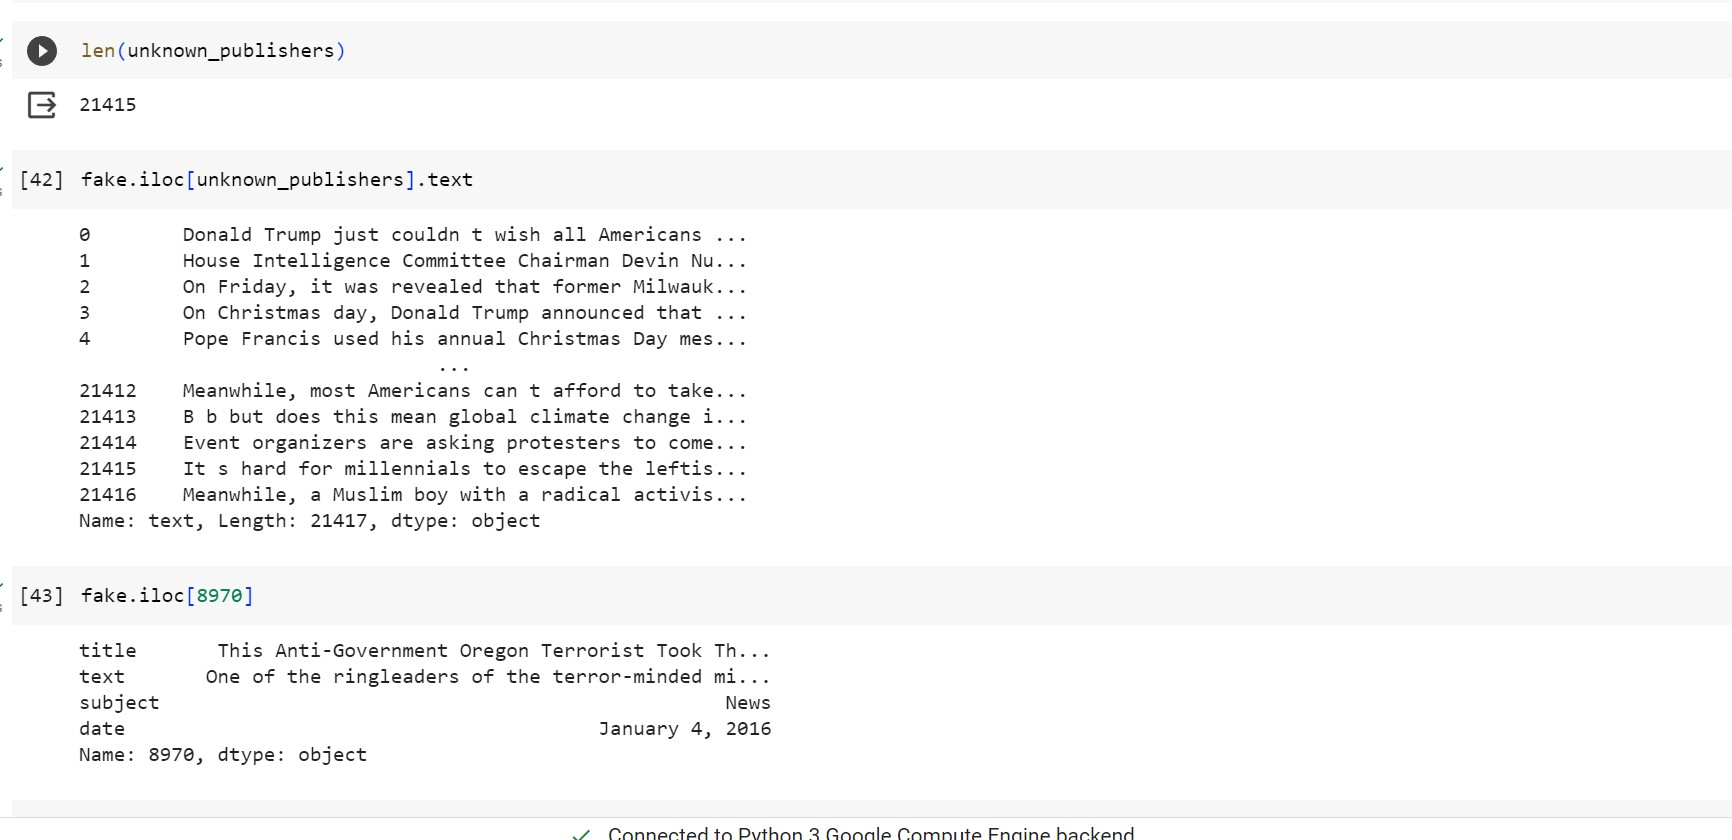 len(unknown_publishers)
21415
[42] fake.iloc[unknown_publishers].text
0 Donald Trump just couldn t wish all Americans ...
1 House Intelligence Committee Chairman Devin Nu...
2 On Friday, it was revealed that former Milwauk...
3 On Christmas day, Donald Trump announced that ...
4 Pope Francis used his annual Christmas Day mes...
...
21412 Meanwhile, most Americans can t afford to take...
21413 B b but does this mean global climate change i...
21414 Event organizers are asking protesters to come...
21415 It s hard for millennials to escape the leftis...
21416 Meanwhile, a Muslim boy with a radical activis...
Name: text, Length: 21417, dtype: object
[43] fake.iloc[8970]
title This Anti-Government Oregon Terrorist Took Th...
text One of the ringleaders of the terror-minded mi...
subject News
date January 4, 2016
Name: 8970, dtype: object
Connected to Python 3 Google Compute Engine backend